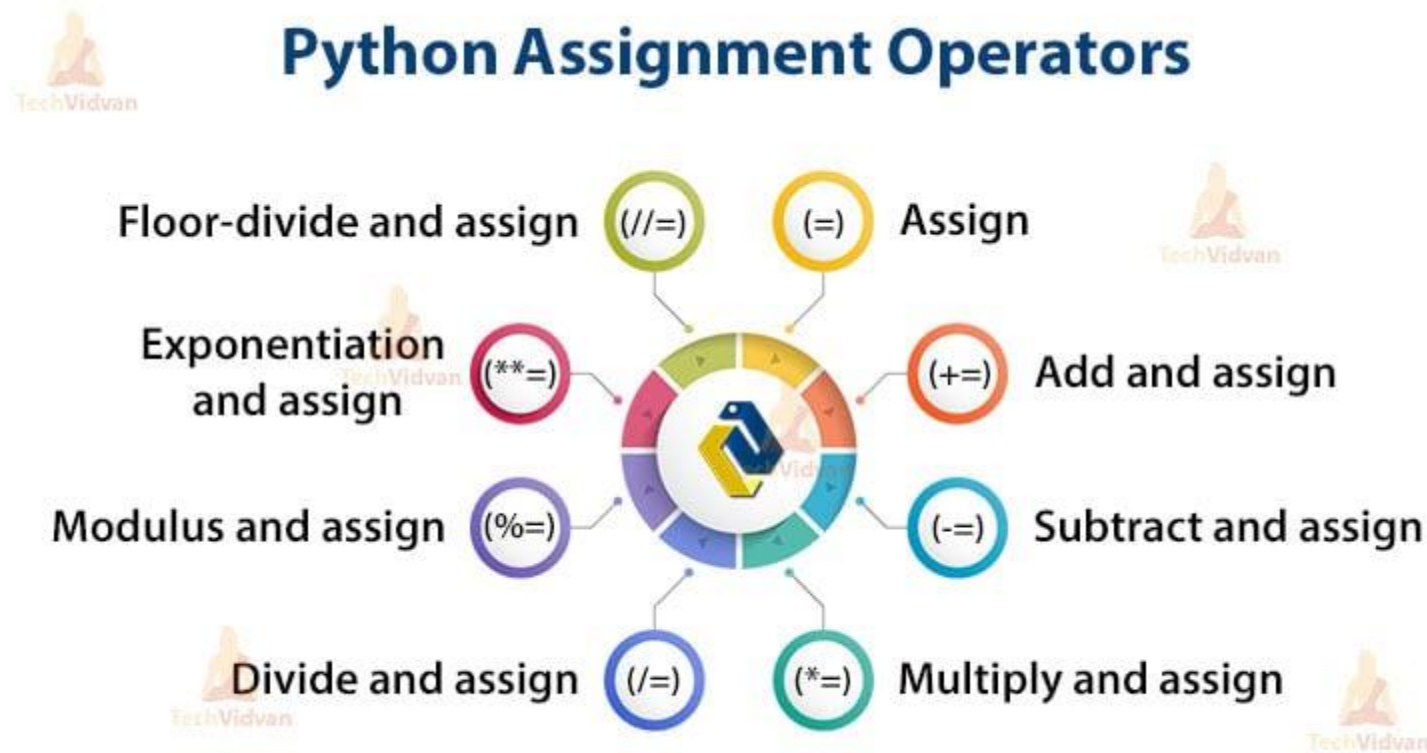 Python Assignment Operators
TechVidvan
Floor-divide and assign
(//=)
(=)
Assign
TechVidvan
Exponentiation
and assign
(**=)
TechVidvan
(+=)
Add and assign
TechVidvan
Modulus and assign
(%=)
(-=)
Subtract and assign
Divide and assign
(/=)
(*=)
Multiply and assign
TechVidvan
TechVidvan